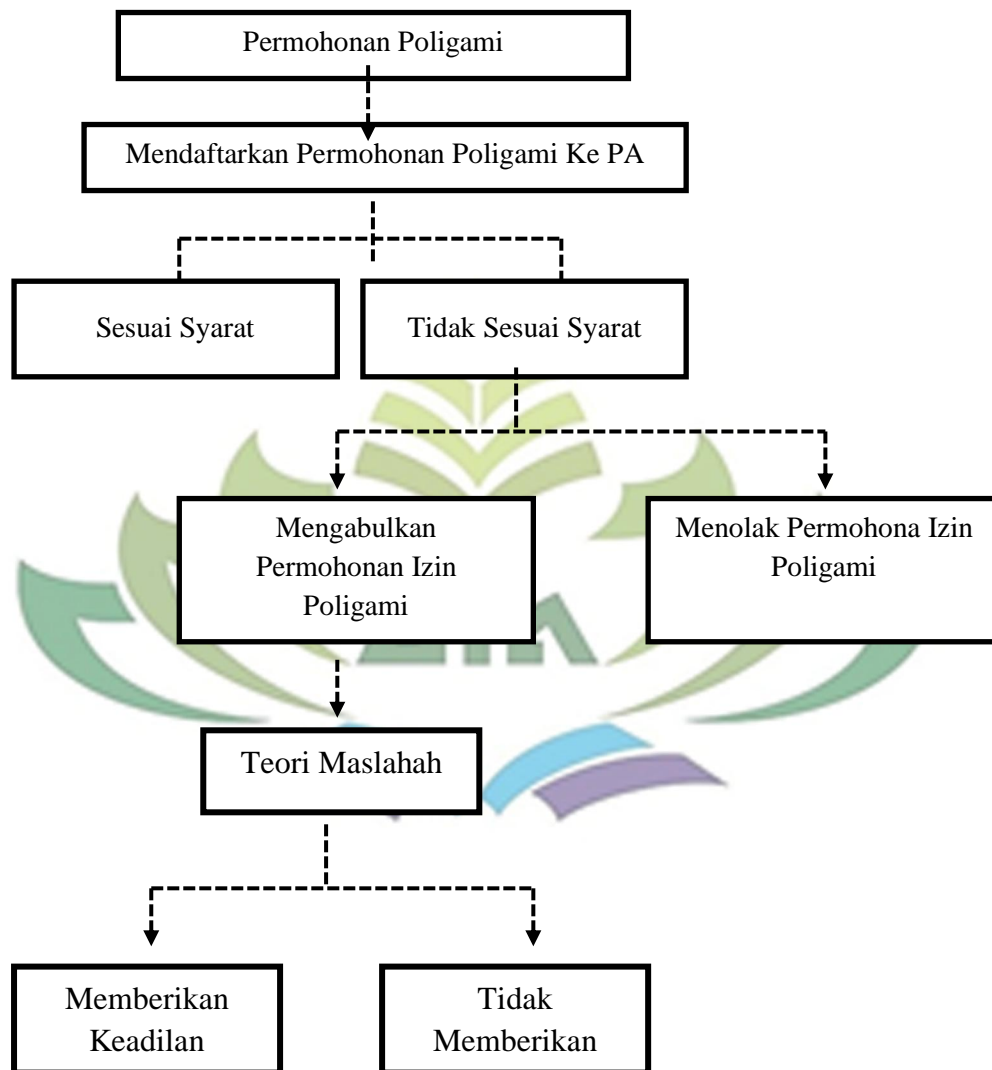 Permohonan Poligami
Mendaftarkan Permohonan Poligami Ke PA
Sesuai Syarat
Tidak Sesuai Syarat
Mengabulkan
Permohonan Izin
Poligami
Menolak Permohona Izin
Poligami
Teori Maslahah
Memberikan
Keadilan
Tidak
Memberikan